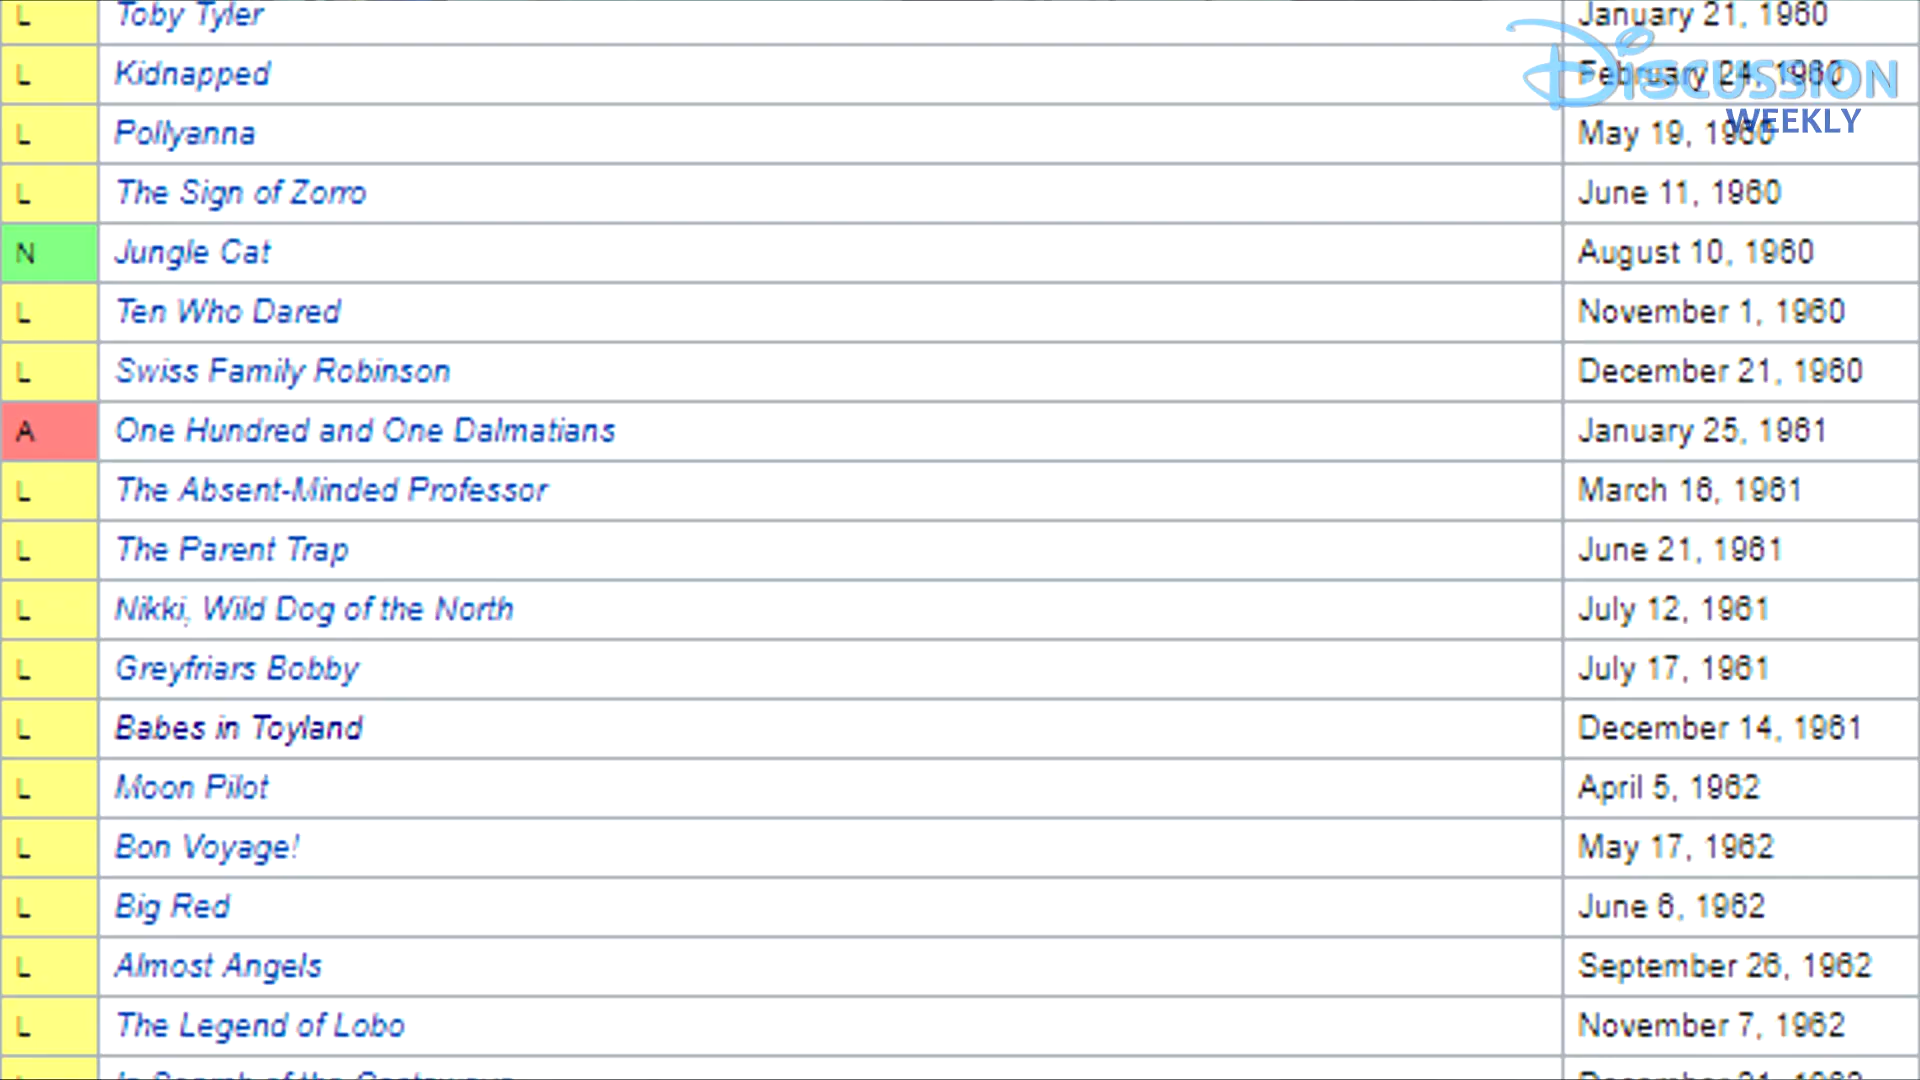 L Toby Tyler January 21, 1960
L Kidnapped February 24, 1960
L Pollyanna May 19, 1960
L The Sign of Zorro June 11, 1960
N Jungle Cat August 10, 1960
L Ten Who Dared November 1, 1960
L Swiss Family Robinson December 21, 1960
A One Hundred and One Dalmatians January 25, 1961
L The Absent-Minded Professor March 16, 1961
L The Parent Trap June 21, 1961
L Nikki, Wild Dog of the North July 12, 1961
L Greyfriars Bobby July 17, 1961
L Babes in Toyland December 14, 1961
L Moon Pilot April 5, 1962
L Bon Voyage! May 17, 1962
L Big Red June 6, 1962
L Almost Angels September 26, 1962
L The Legend of Lobo November 7, 1962
DISCUSSION
WEEKLY